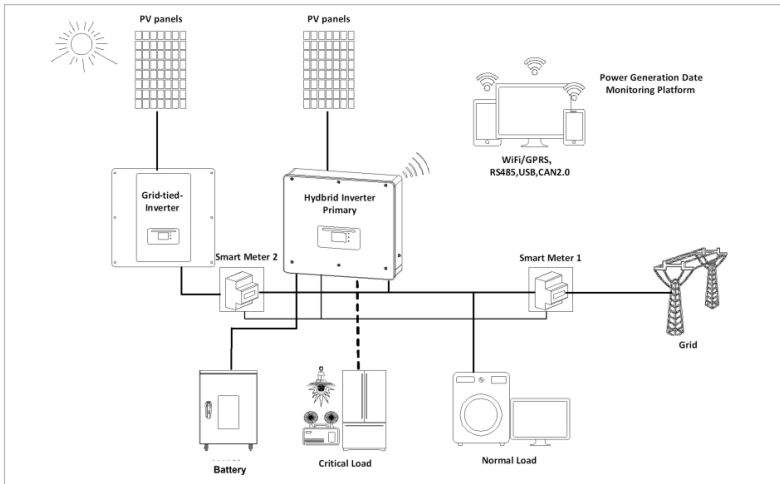 PV panels
PV panels
Power Generation Date
Monitoring Platform
WiFi/GPRS,
RS485,USB,CAN2.0
Grid-tied-
Inverter
Hydbrid Inverter
Primary
Smart Meter 2
Smart Meter 1
Grid
Battery
Critical Load
Normal Load